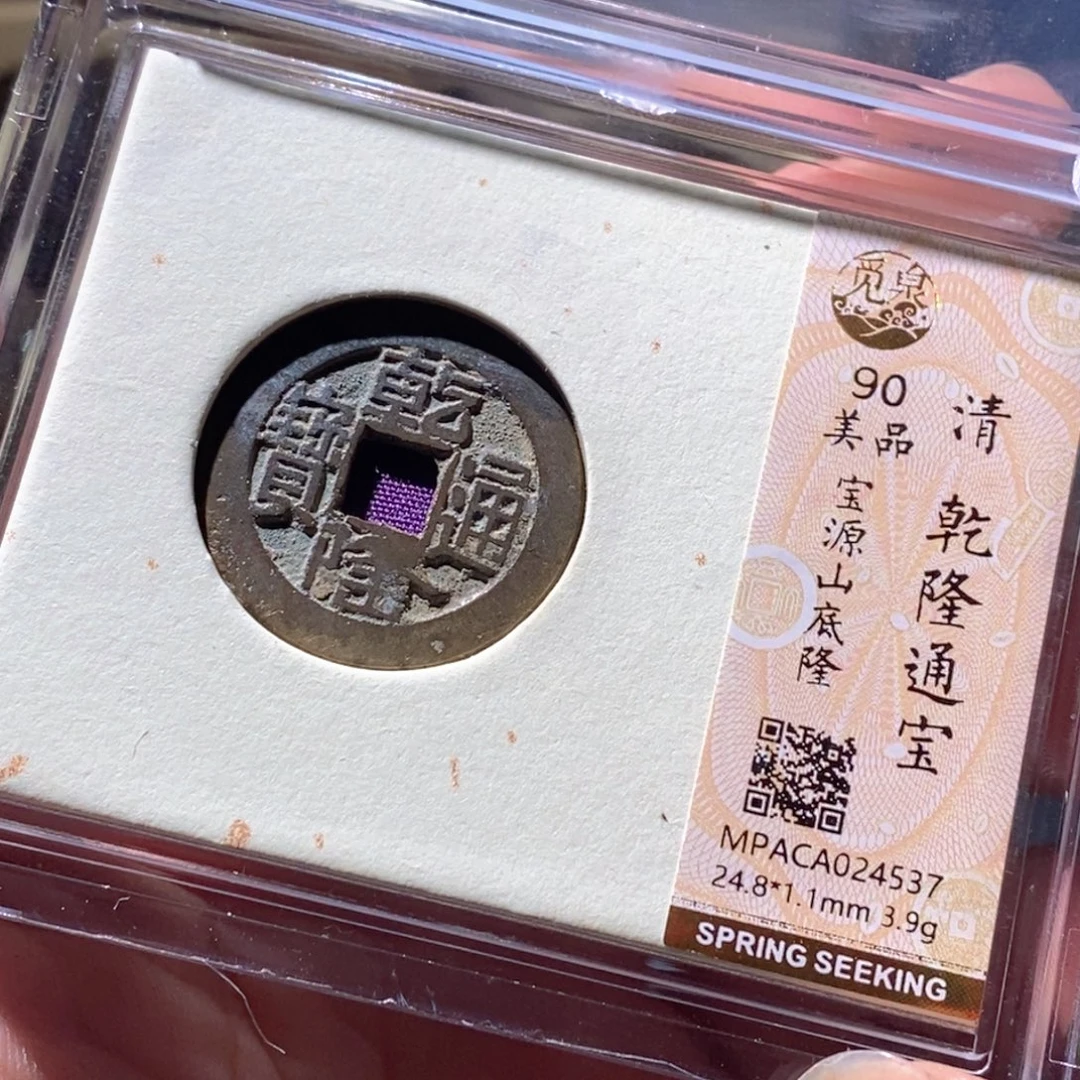 乾隆通寶
覓泉
90
美品
宝源山底隆
清 乾隆通宝
MPACA024537
24.8*1.1mm 3.9g
SPRING SEEKING